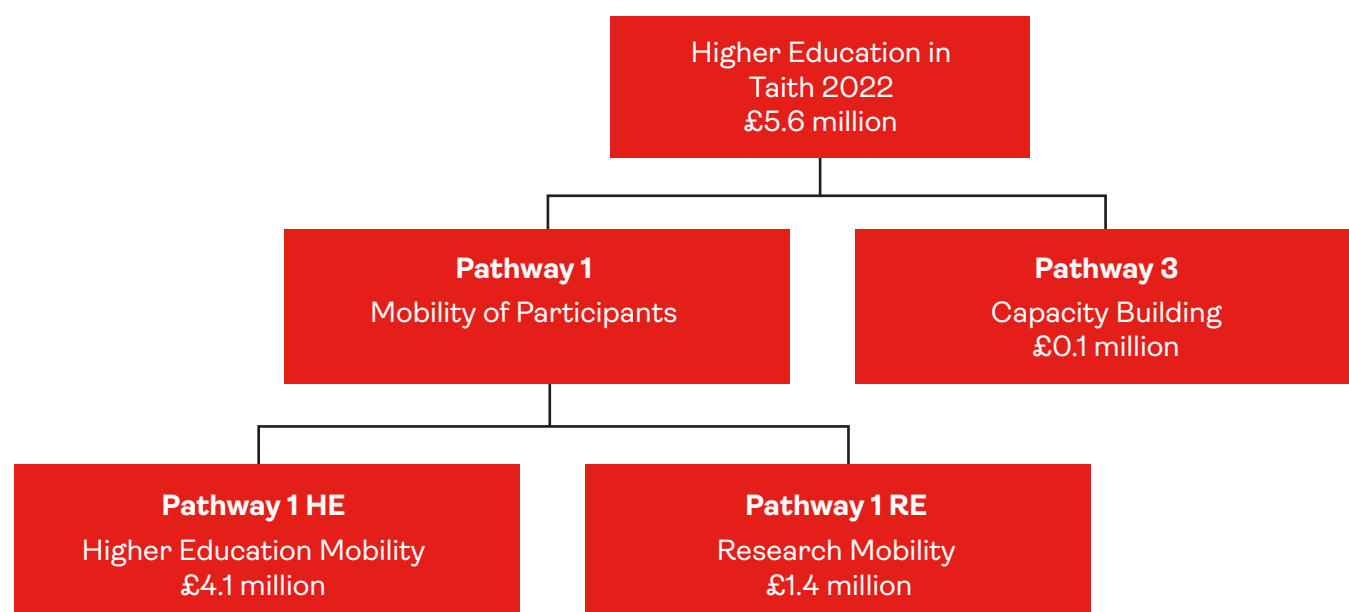 Higher Education in
Taith 2022
£5.6 million
Pathway 1
Mobility of Participants
Pathway 3
Capacity Building
£0.1 million
Pathway 1 HE
Higher Education Mobility
£4.1 million
Pathway 1 RE
Research Mobility
£1.4 million